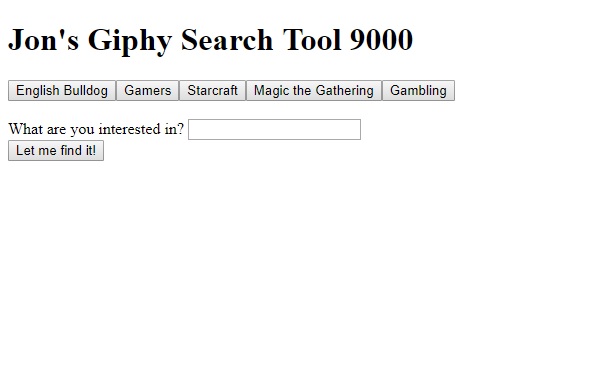 Jon's Giphy Search Tool 9000
English Bulldog Gamers Starcraft Magic the Gathering Gambling
What are you interested in?
Let me find it!